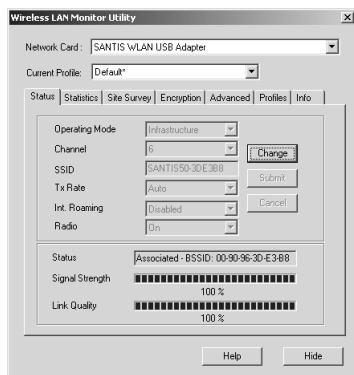 Wireless LAN Monitor Utility
Network Card : SANTIS WLAN USB Adapter
Current Profile: Default*
Status Statistics Site Survey Encryption Advanced Profiles Info
Operating Mode Infrastructure
Channel 6
Change
SSID SANTIS50-3DE3B8
Submit
Tx Rate Auto
Int. Roaming Disabled
Cancel
Radio On
Status Associated - BSSID: 00-90-96-3D-E3-B8
Signal Strength
100 %
Link Quality
100 %
Help Hide